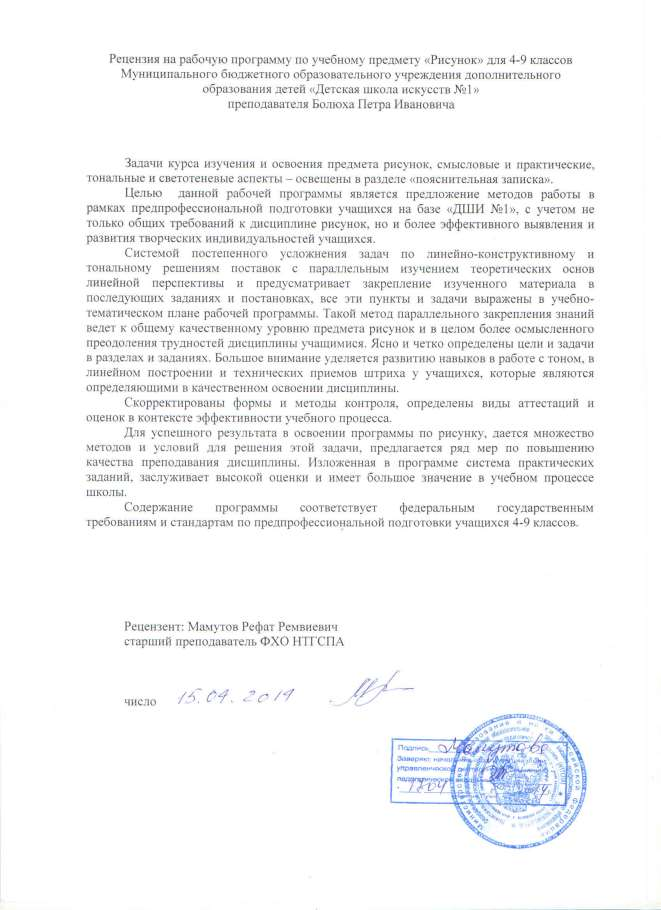 Рецензия на рабочую программу по учебному предмету «Рисунок» для 4-9 классов
Муниципального бюджетного образовательного учреждения дополнительного
образования детей «Детская школа искусств №1»
преподавателя Болюха Петра Ивановича
Задачи курса изучения и освоения предмета рисунок, смысловые и практические,
тональные и светотеневые аспекты – освещены в разделе «пояснительная записка».
Целью данной рабочей программы является предложение методов работы в
рамках предпрофессиональной подготовки учащихся на базе «ДШИ №1», с учетом не
только общих требований к дисциплине рисунок, но и более эффективного выявления и
развития творческих индивидуальностей учащихся.
Системой постепенного усложнения задач по линейно-конструктивному и
тональному решениям поставок с параллельным изучением теоретических основ
линейной перспективы и предусматривает закрепление изученного материала в
последующих заданиях и постановках, все эти пункты и задачи выражены в учебно-
тематическом плане рабочей программы. Такой метод параллельного закрепления знаний
ведет к общему качественному уровню предмета рисунок и в целом более осмысленного
преодоления трудностей дисциплины учащимися. Ясно и четко определены цели и задачи
в разделах и заданиях. Большое внимание уделяется развитию навыков в работе с тоном, в
линейном построении и технических приемов штриха у учащихся, которые являются
определяющими в качественном освоении дисциплины.
Скорректированы формы и методы контроля, определены виды аттестаций и
оценок в контексте эффективности учебного процесса.
Для успешного результата в освоении программы по рисунку, дается множество
методов и условий для решения этой задачи, предлагается ряд мер по повышению
качества преподавания дисциплины. Изложенная в программе система практических
заданий, заслуживает высокой оценки и имеет большое значение в учебном процессе
школы.
Содержание программы соответствует федеральным государственным
требованиям и стандартам по предпрофессиональной подготовки учащихся 4-9 классов.
Рецензент: Мамутов Рефат Ремвиевич
старший преподаватель ФХО НТГСПА
число 15.04.2014
Подпись Мамутова
Заверяю: